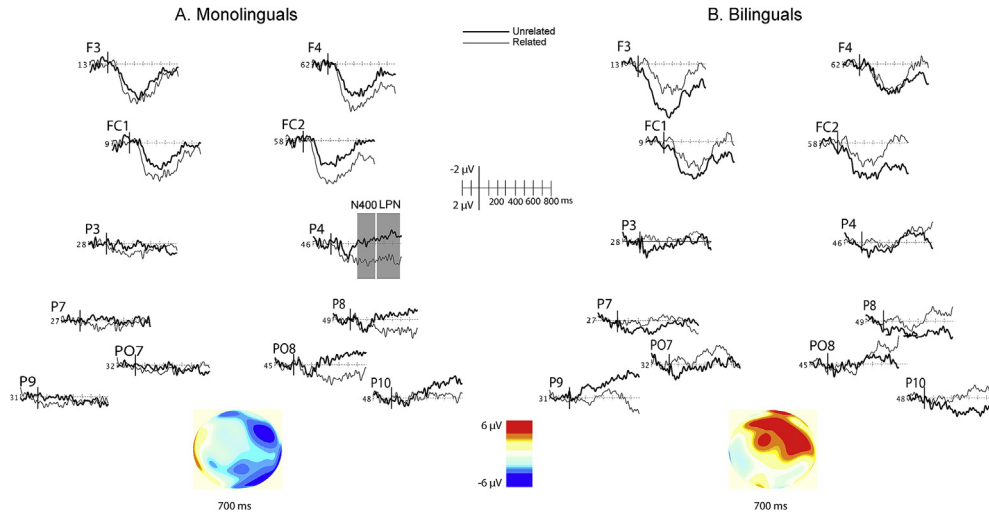 A. Monolinguals
B. Bilinguals
Unrelated
Related
F3
13
F4
62
F3
13
F4
62
FC1
9
FC2
58
FC1
9
FC2
58
-2 µV
2 µV
200 400 600 800 ms
N400 LPN
P3
28
P4
46
P3
28
P4
46
P7
27
P8
49
P7
27
P8
49
PO7
32
PO8
45
PO7
32
PO8
45
P9
31
P10
48
P9
31
P10
48
6 µV
-6 µV
700 ms
700 ms